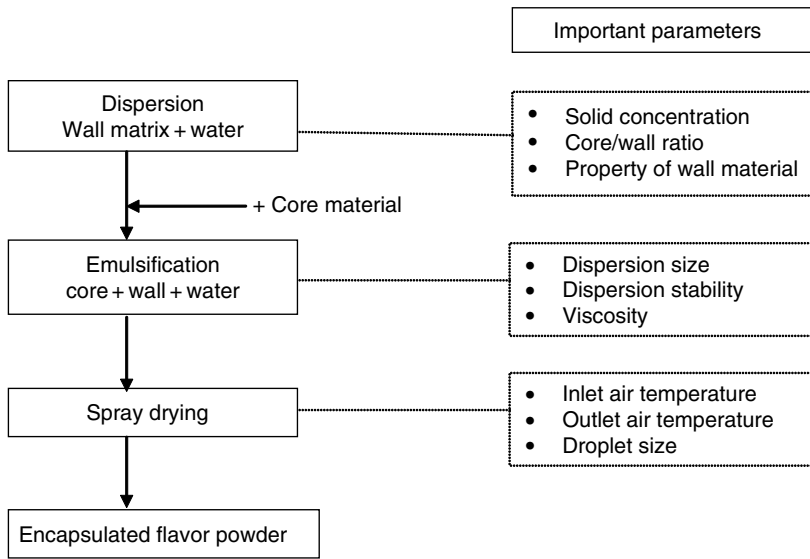 Important parameters
Dispersion
Wall matrix + water
• Solid concentration
• Core/wall ratio
• Property of wall material
+ Core material
Emulsification
core + wall + water
• Dispersion size
• Dispersion stability
• Viscosity
Spray drying
• Inlet air temperature
• Outlet air temperature
• Droplet size
Encapsulated flavor powder